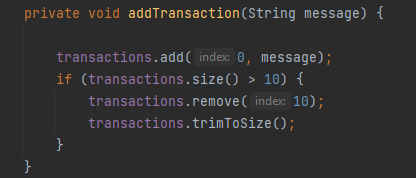 private void addTransaction(String message) {
transactions.add( index: 0, message);
if (transactions.size() > 10) {
transactions.remove( index: 10);
transactions.trimToSize();
}
}